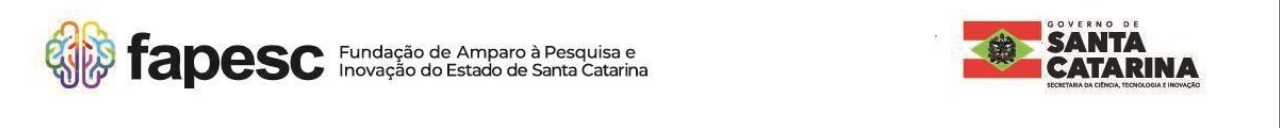 fapesc
Fundação de Amparo à Pesquisa e
Inovação do Estado de Santa Catarina
GOVERNO DE
SANTA
CATARINA
SECRETARIA DA CIÊNCIA, TECNOLOGIA E INOVAÇÃO